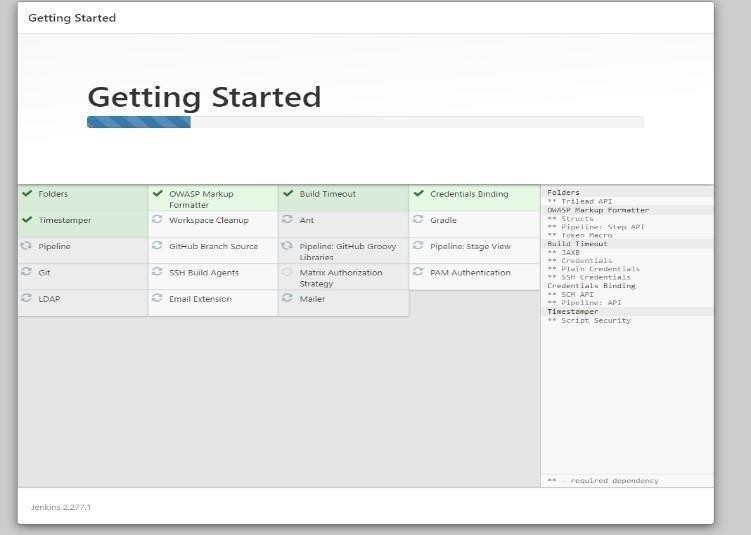 Getting Started
Getting Started
Folders
OWASP Markup
Formatter
Build Timeout
Credentials Binding
Timestamper
Workspace Cleanup
Ant
Gradle
Pipeline
GitHub Branch Source
Pipeline: GitHub Groovy
Libraries
Pipeline: Stage View
Git
SSH Build Agents
Matrix Authorization
Strategy
PAM Authentication
LDAP
Email Extension
Mailer
Folders
** Trilead API
OWASP Markup Formatter
** Structs
** Pipeline: Step API
** Token Macro
Build Timeout
** JAXB
** Credentials
** Plain Credentials
** SSH Credentials
Credentials Binding
** SCM API
** Pipeline: API
Timestamper
** Script Security
** - required dependency
Jenkins 2.277.1